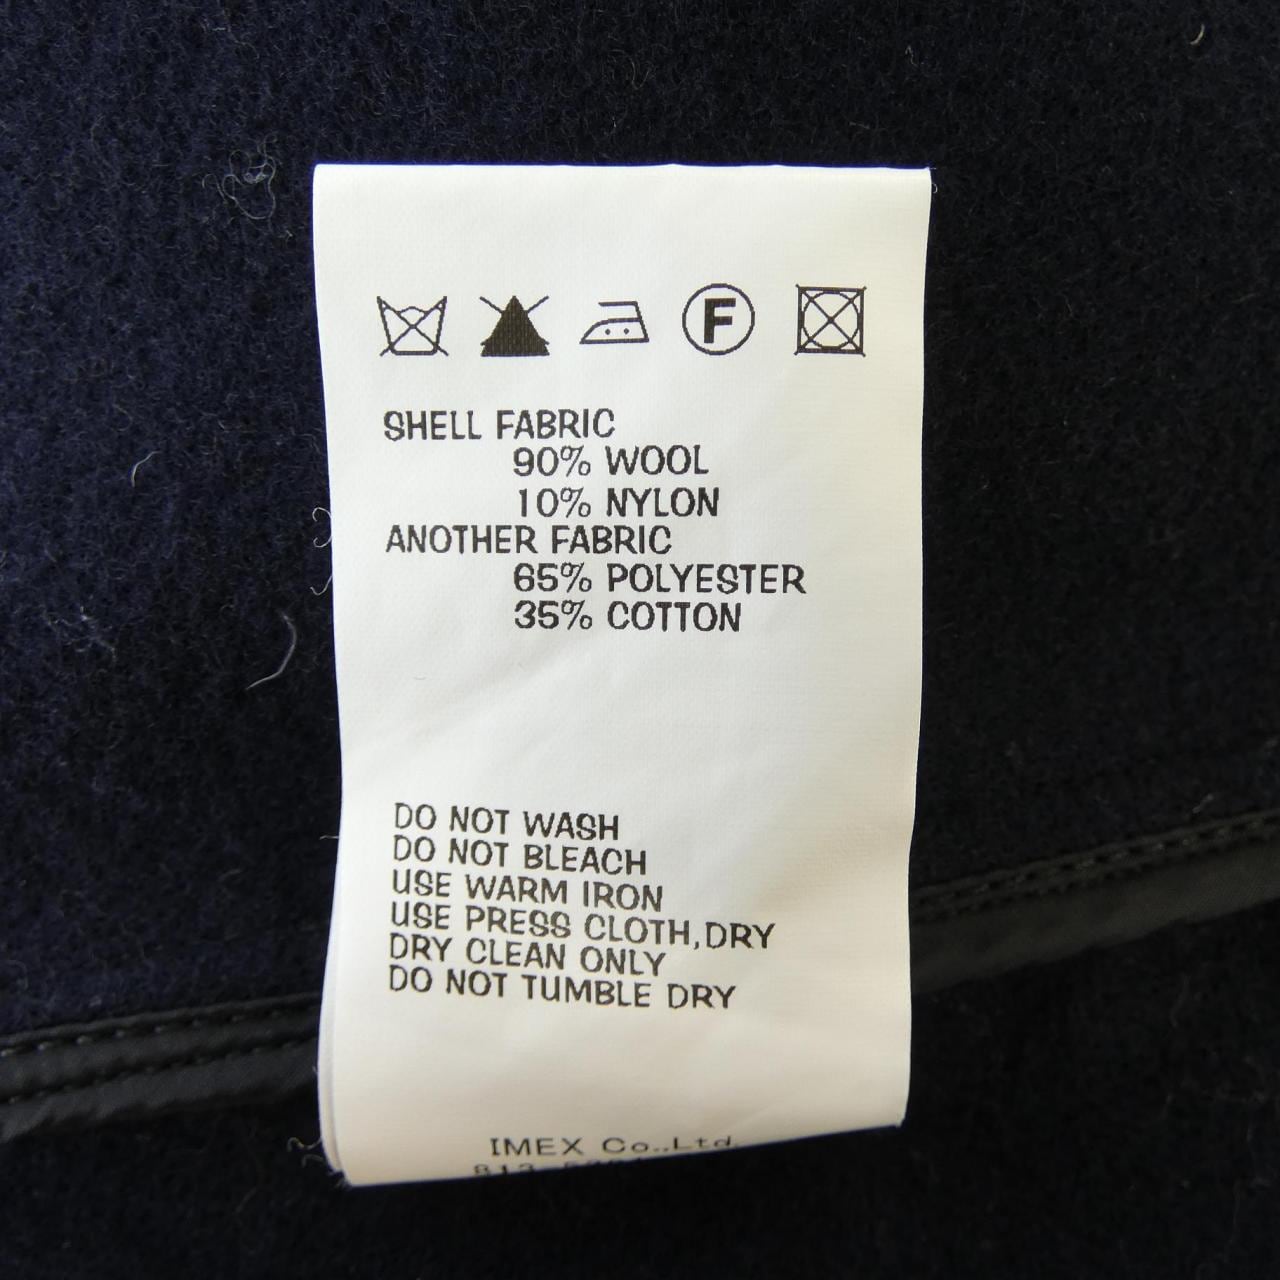 F
SHELL FABRIC
90% WOOL
10% NYLON
ANOTHER FABRIC
65% POLYESTER
35% COTTON
DO NOT WASH
DO NOT BLEACH
USE WARM IRON
USE PRESS CLOTH,DRY
DRY CLEAN ONLY
DO NOT TUMBLE DRY
IMEX Co.,Ltd.